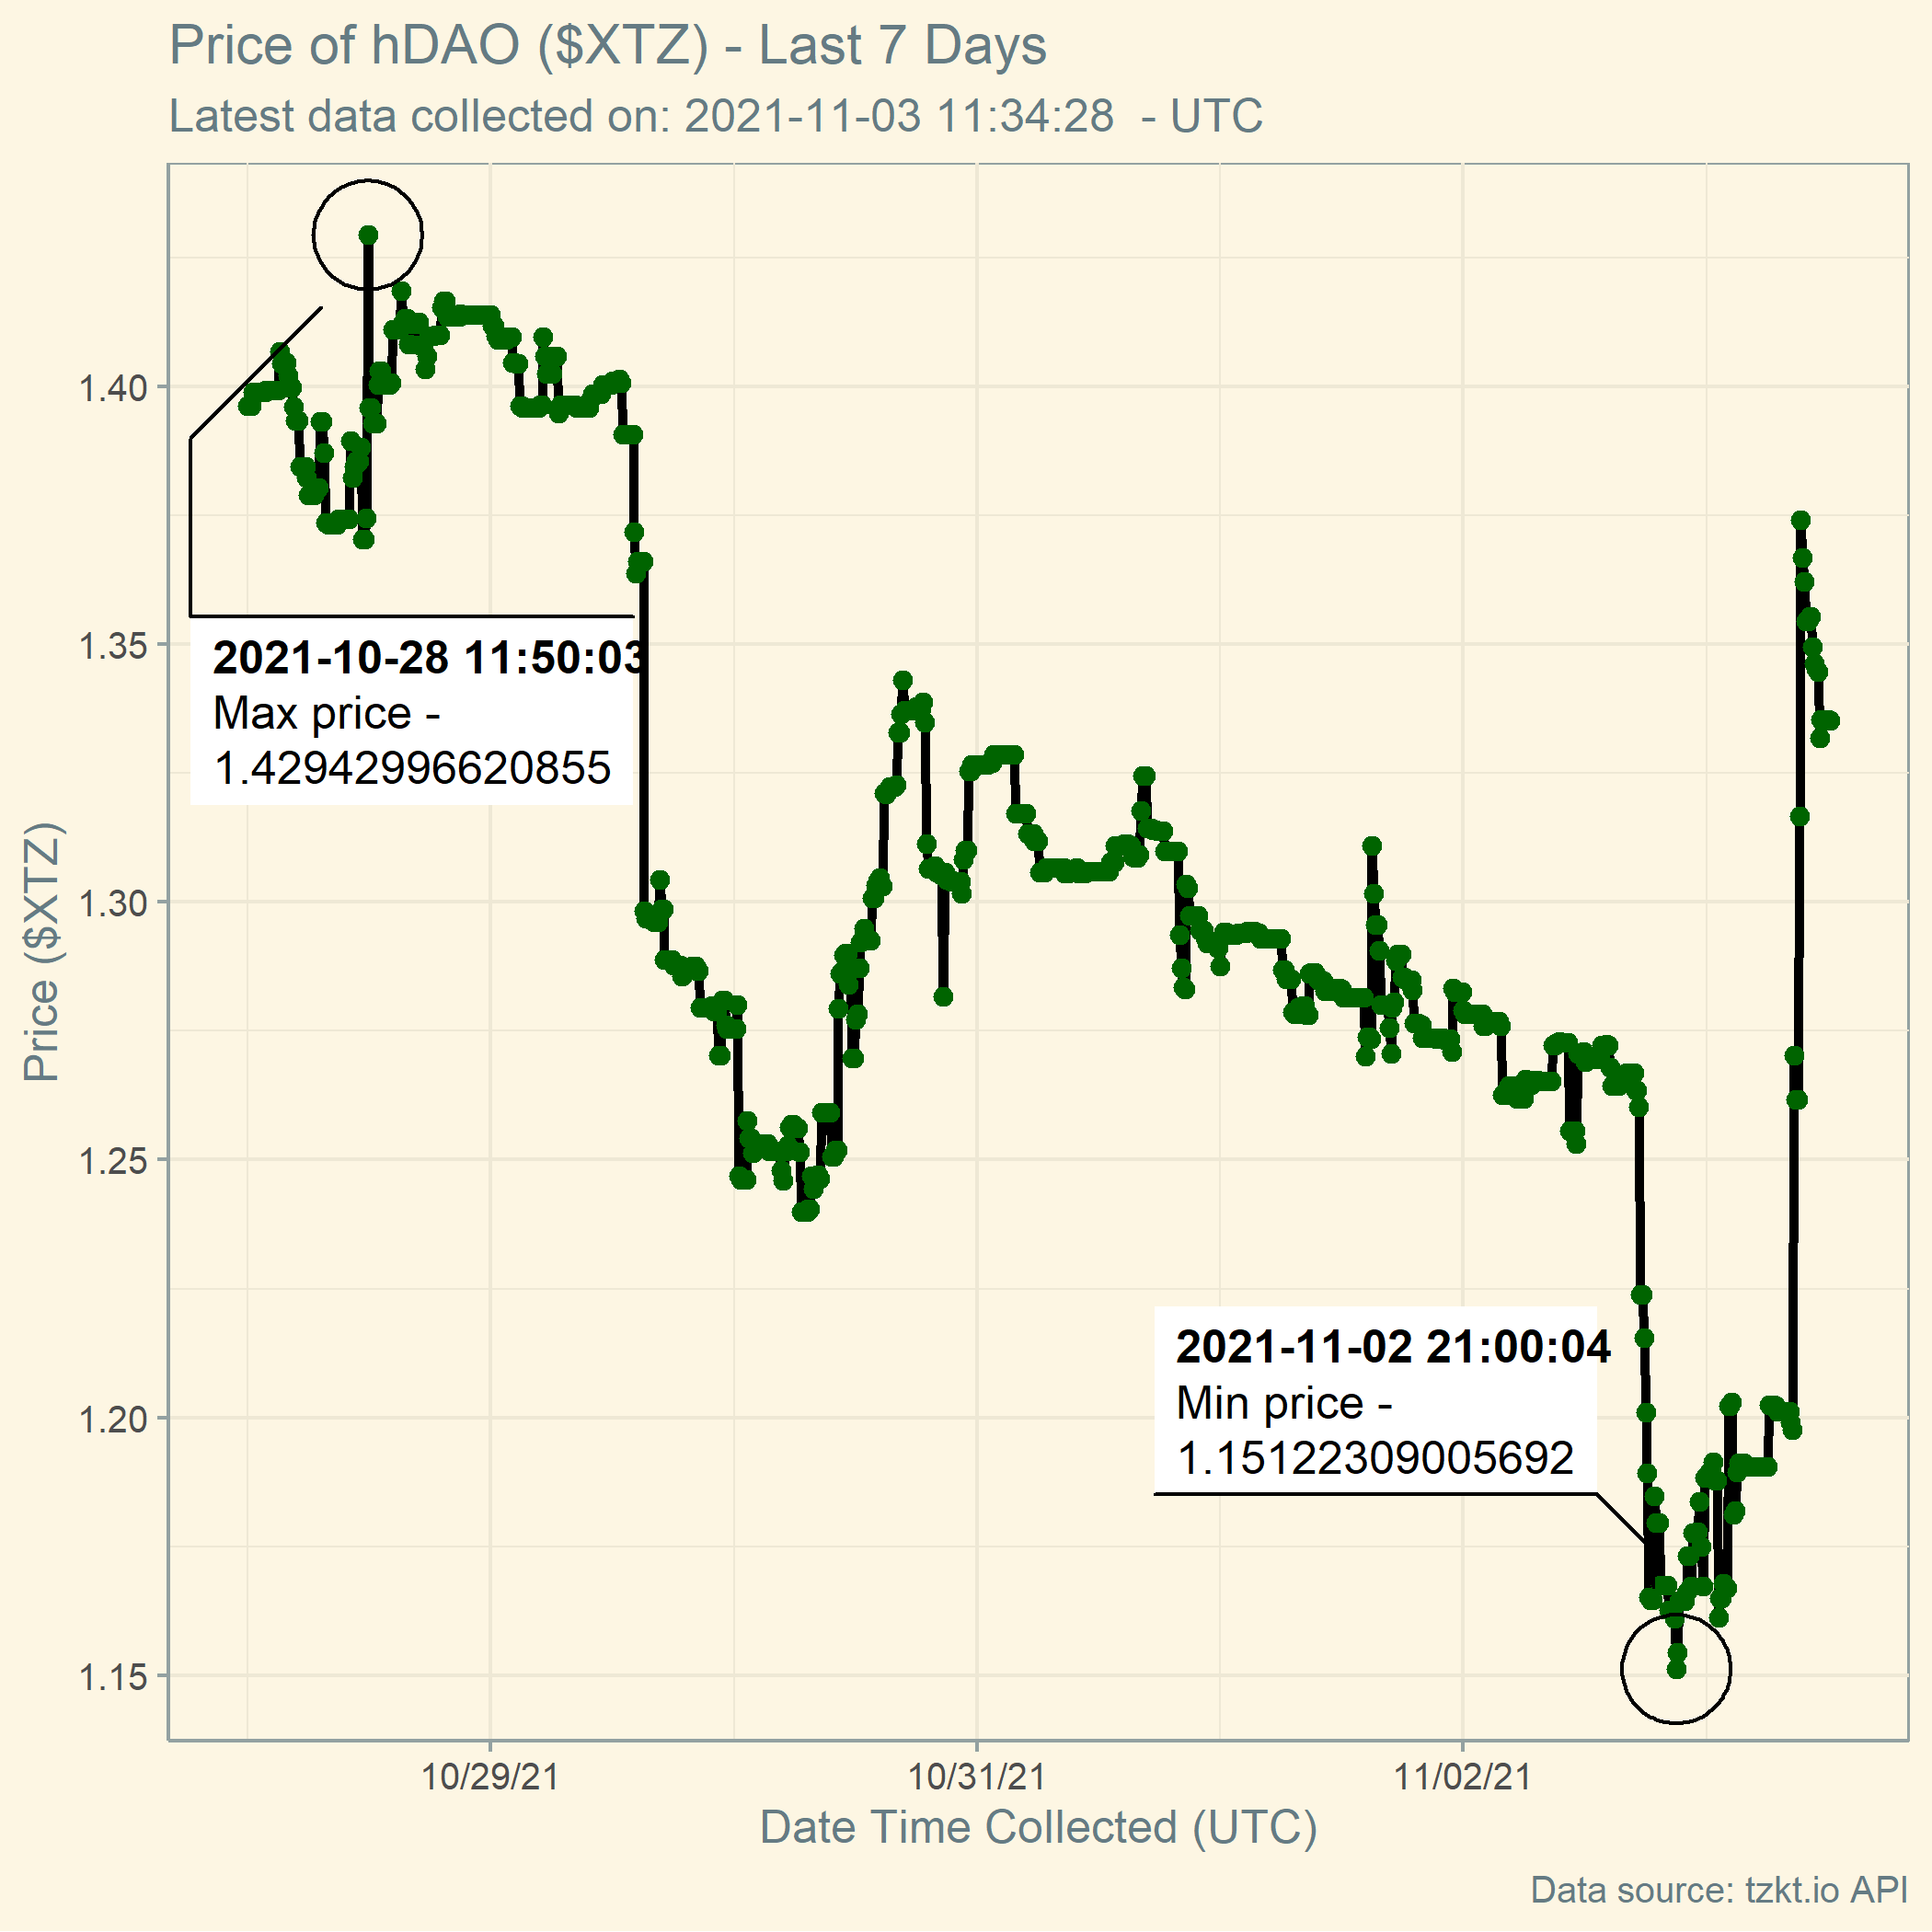 Price of hDAO ($XTZ) - Last 7 Days
Latest data collected on: 2021-11-03 11:34:28  - UTC
1.40
1.35
1.30
1.25
1.20
1.15
Price ($XTZ)
2021-10-28 11:50:03
Max price -
1.42942996620855
2021-11-02 21:00:04
Min price -
1.15122309005692
10/29/21
10/31/21
11/02/21
Date Time Collected (UTC)
Data source: tzkt.io API